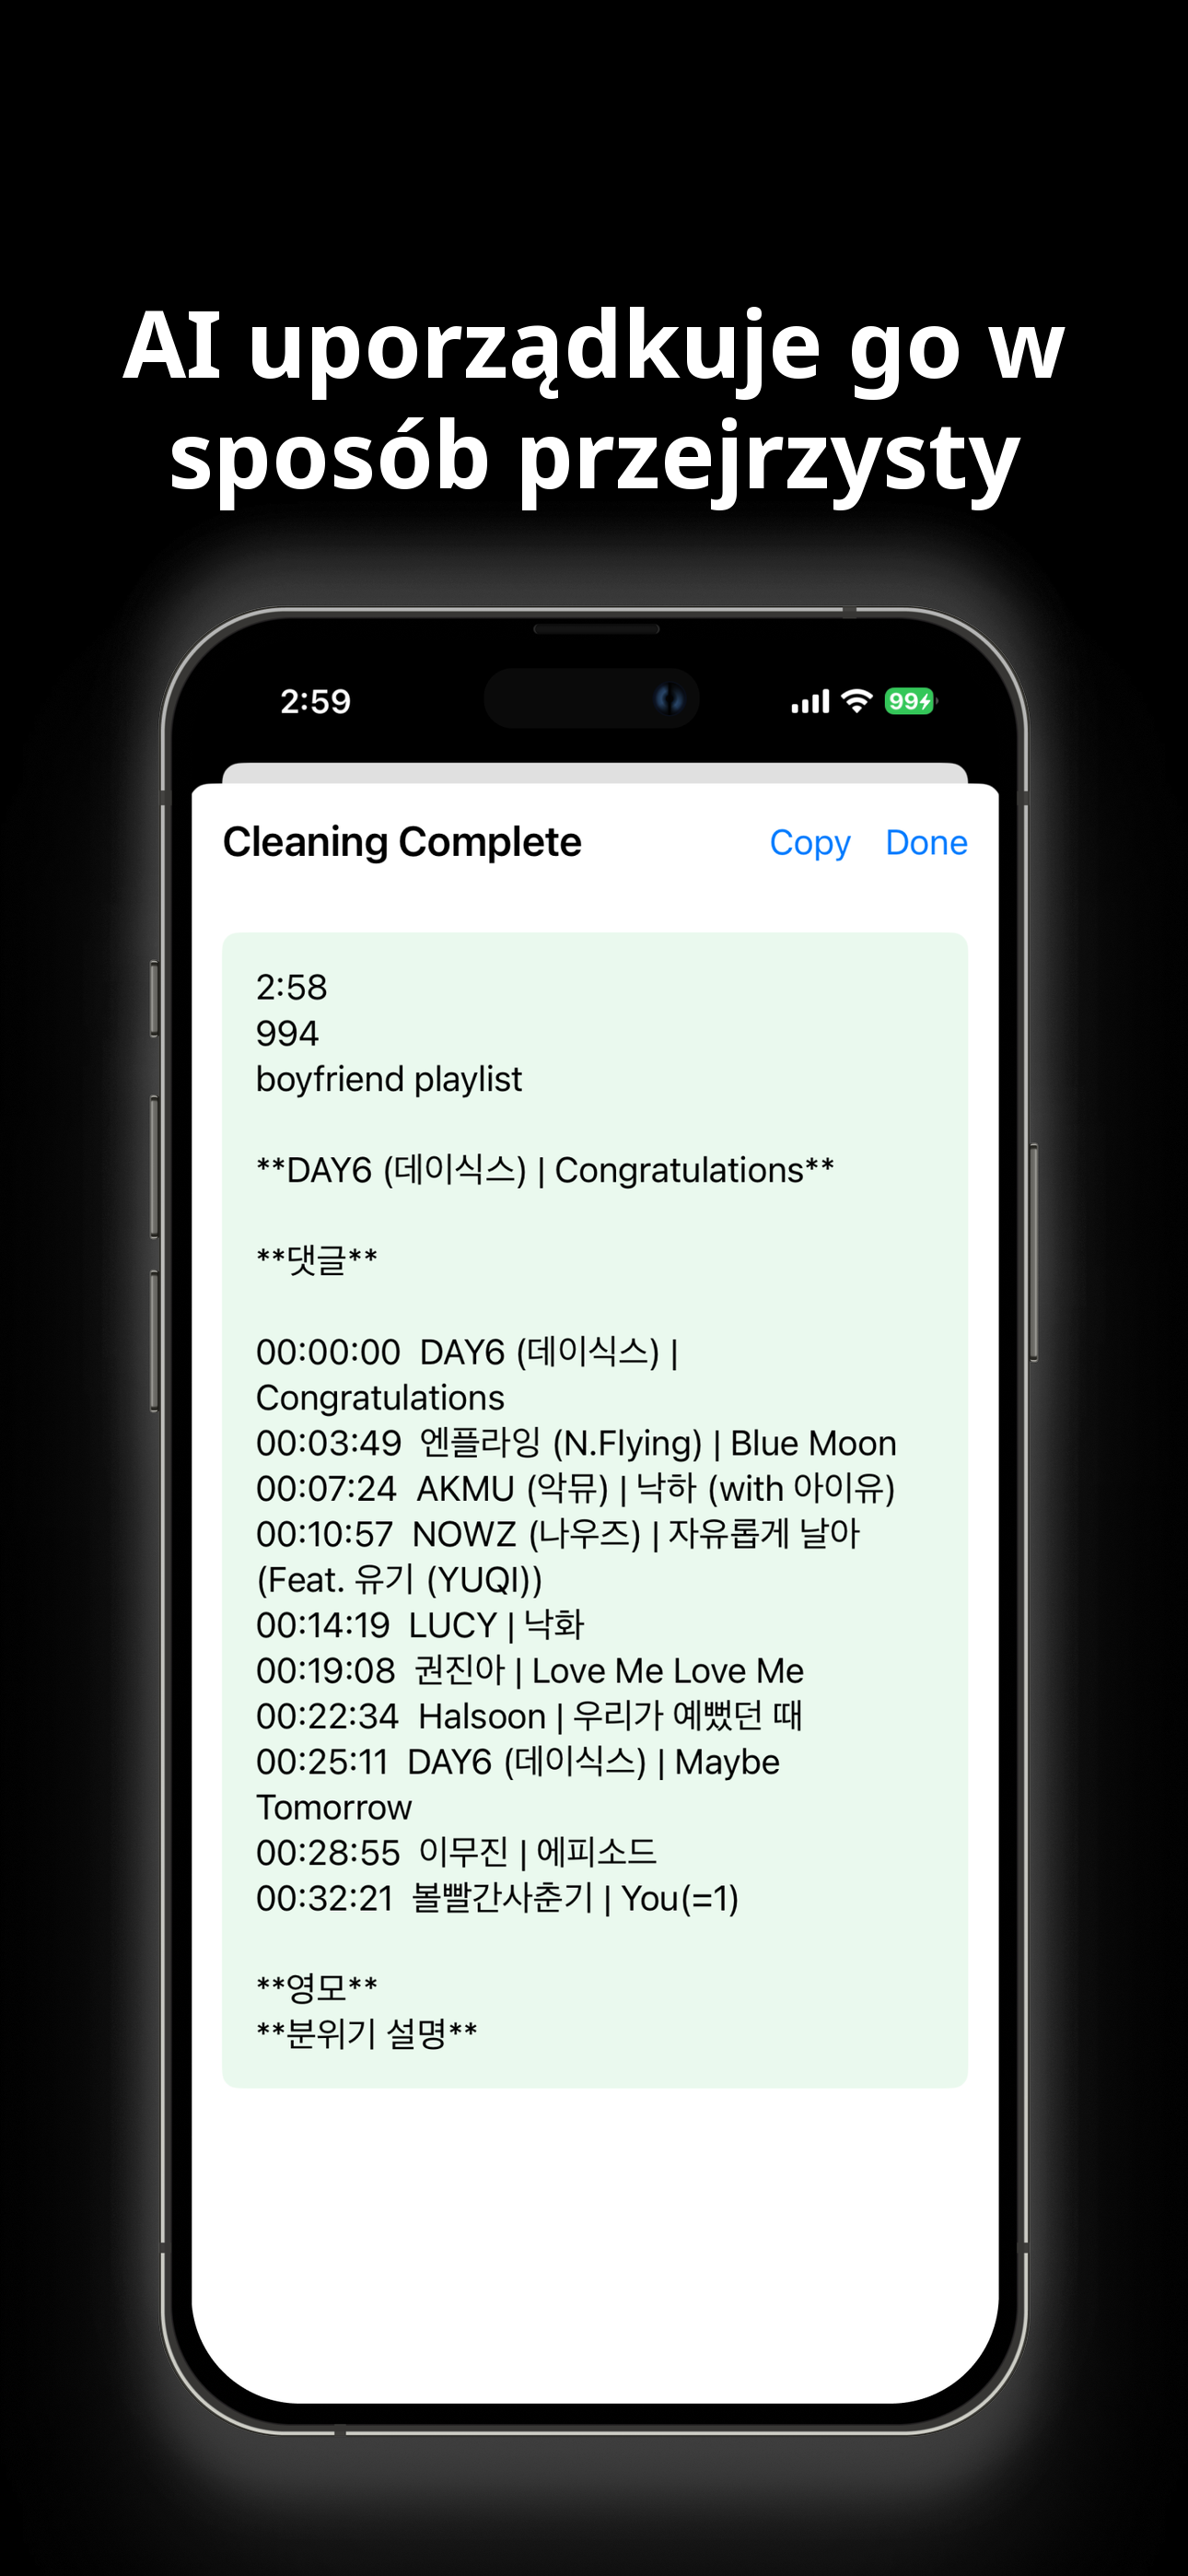 AI uporządkuje go w
sposób przejrzysty
2:59
99
Cleaning Complete
Copy
Done
2:58
994
boyfriend playlist
**DAY6 (데이식스) | Congratulations**
**댓글**
00:00:00 DAY6 (데이식스) |
Congratulations
00:03:49 엔플라잉 (N.Flying) | Blue Moon
00:07:24 AKMU (악뮤) | 낙하 (with 아이유)
00:10:57 NOWZ (나우즈) | 자유롭게 날아
(Feat. 유기 (YUQI))
00:14:19 LUCY | 낙화
00:19:08 권진아 | Love Me Love Me
00:22:34 Halsoon | 우리가 예뻤던 때
00:25:11 DAY6 (데이식스) | Maybe
Tomorrow
00:28:55 이무진 | 에피소드
00:32:21 볼빨간사춘기 | You(=1)
**영모**
**분위기 설명**